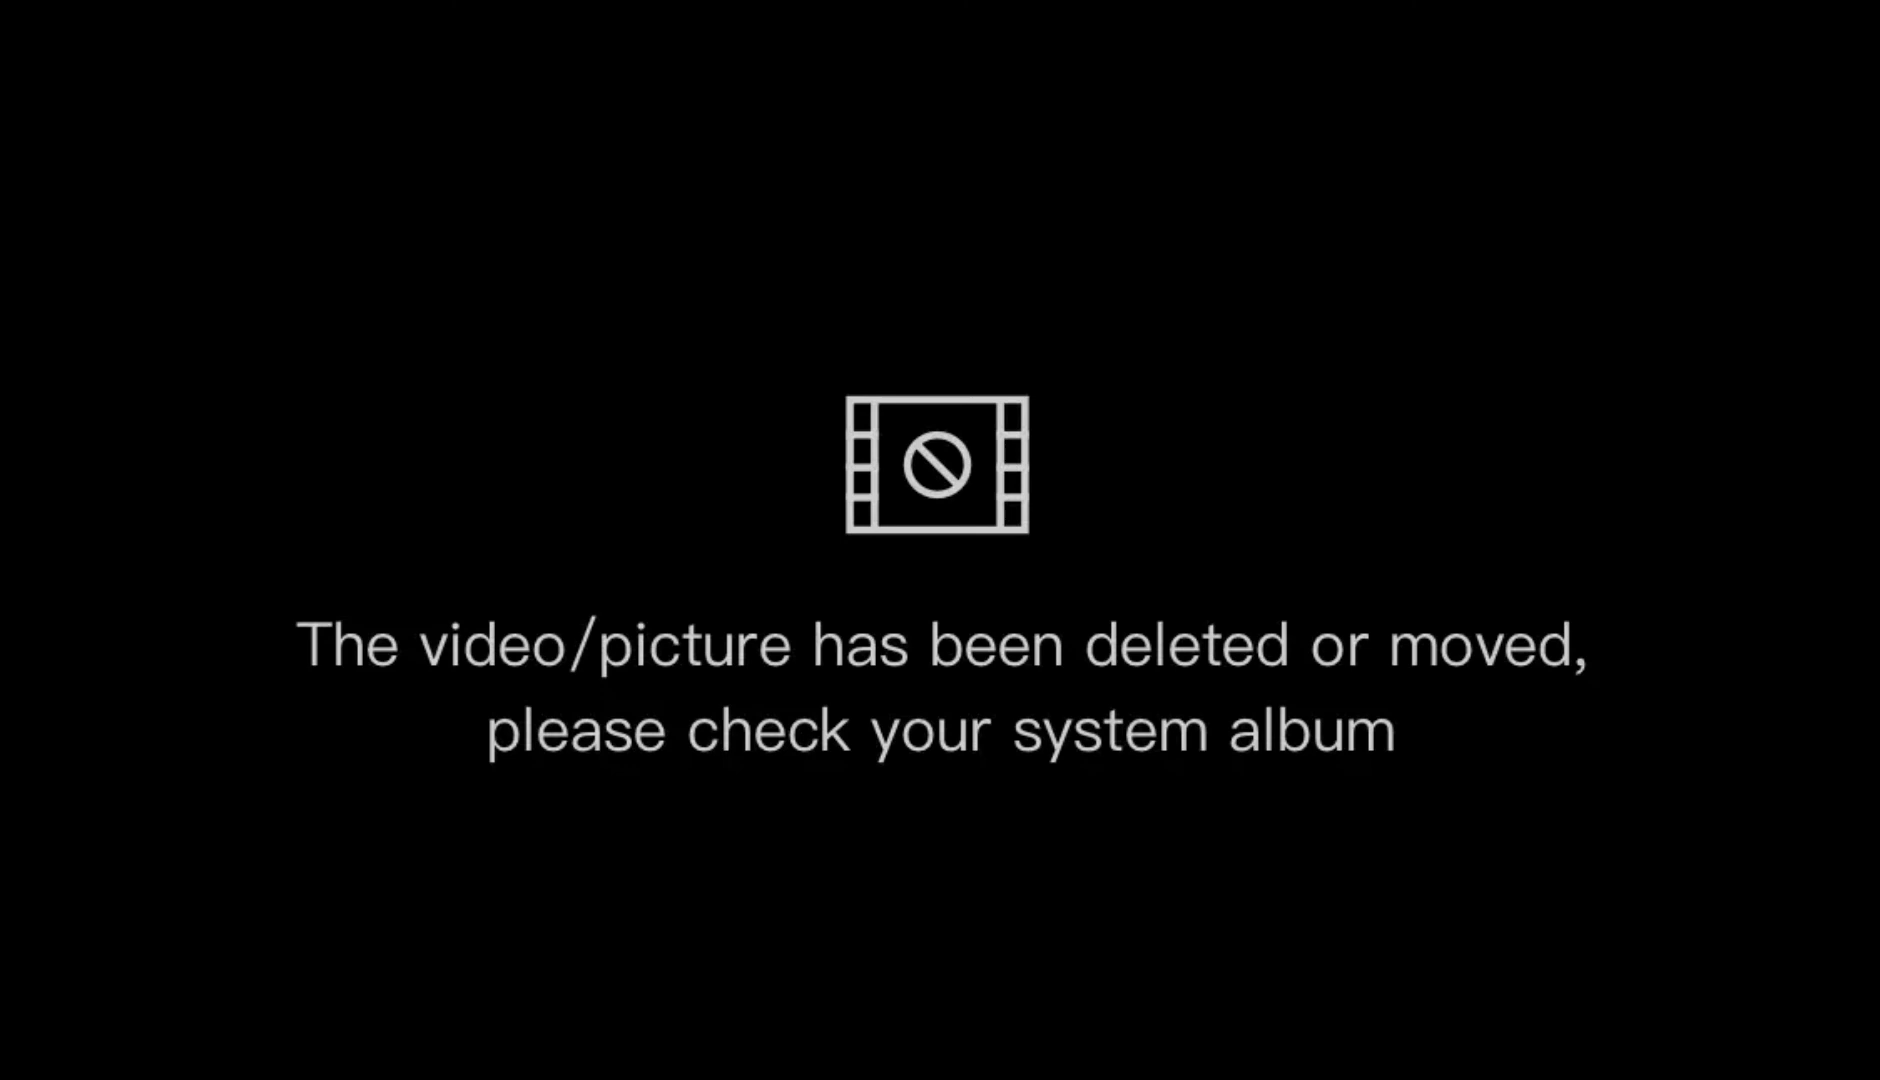 The video/picture has been deleted or moved,
please check your system album